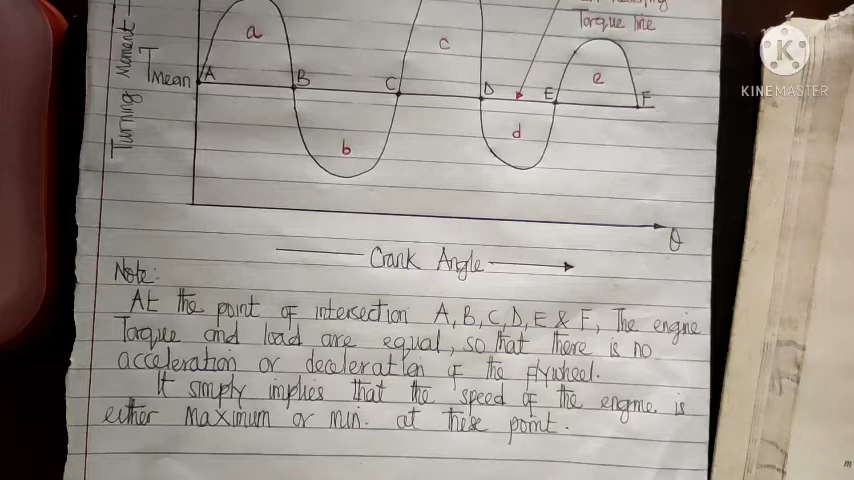 Torque line
a
c
e
Turning Moment
TMean
A
B
C
D
E
F
KINEMASTER
b
d
θ
Crank Angle
Note:
At the point of intersection A, B, C, D, E & F, The engine
Torque and load are equal, so that there is no
acceleration or deceleration of the flywheel.
It simply implies that the speed of the engine is
either maximum or min. at these point.
m